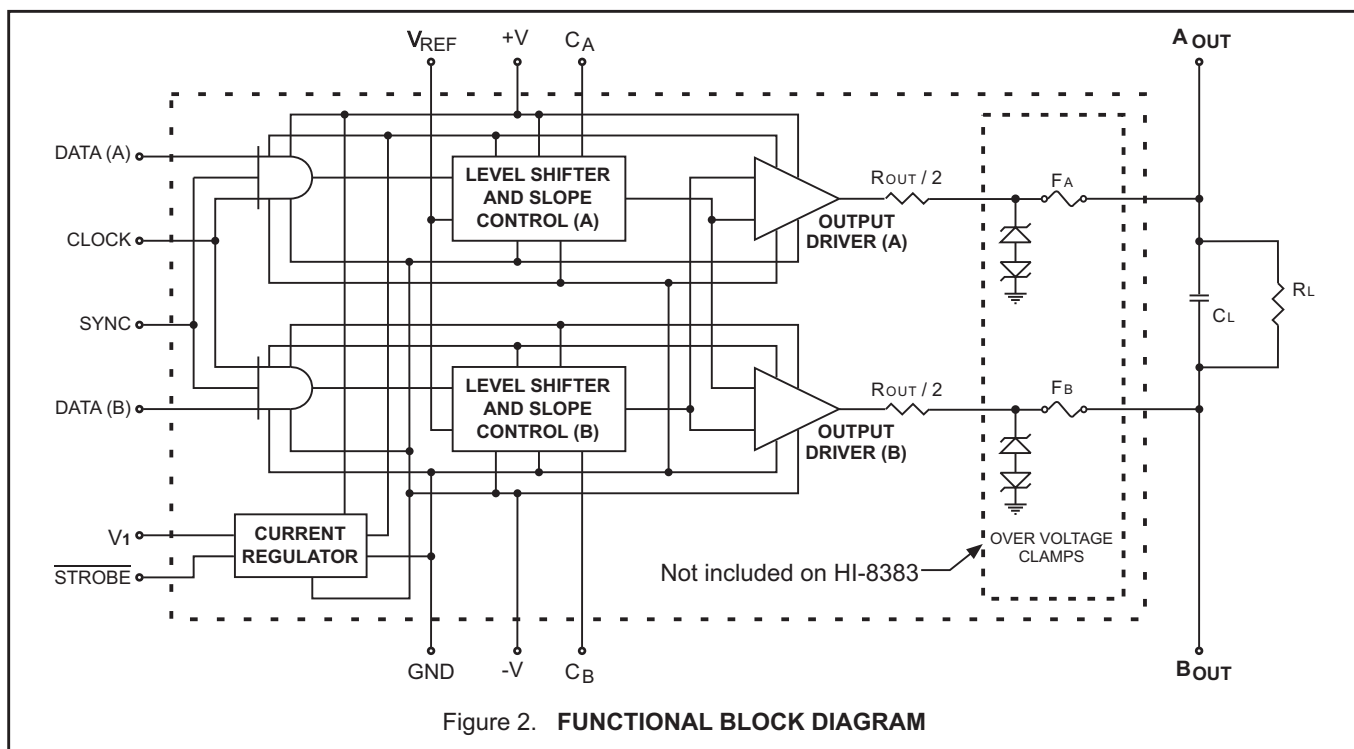 VREF
+V
CA
AOUT
DATA (A)
CLOCK
SYNC
DATA (B)
V1
STROBE
LEVEL SHIFTER
AND SLOPE
CONTROL (A)
OUTPUT
DRIVER (A)
ROUT / 2
FA
CL
RL
LEVEL SHIFTER
AND SLOPE
CONTROL (B)
OUTPUT
DRIVER (B)
ROUT / 2
FB
CURRENT
REGULATOR
OVER VOLTAGE
CLAMPS
Not included on HI-8383
GND
-V
CB
BOUT
Figure 2. FUNCTIONAL BLOCK DIAGRAM